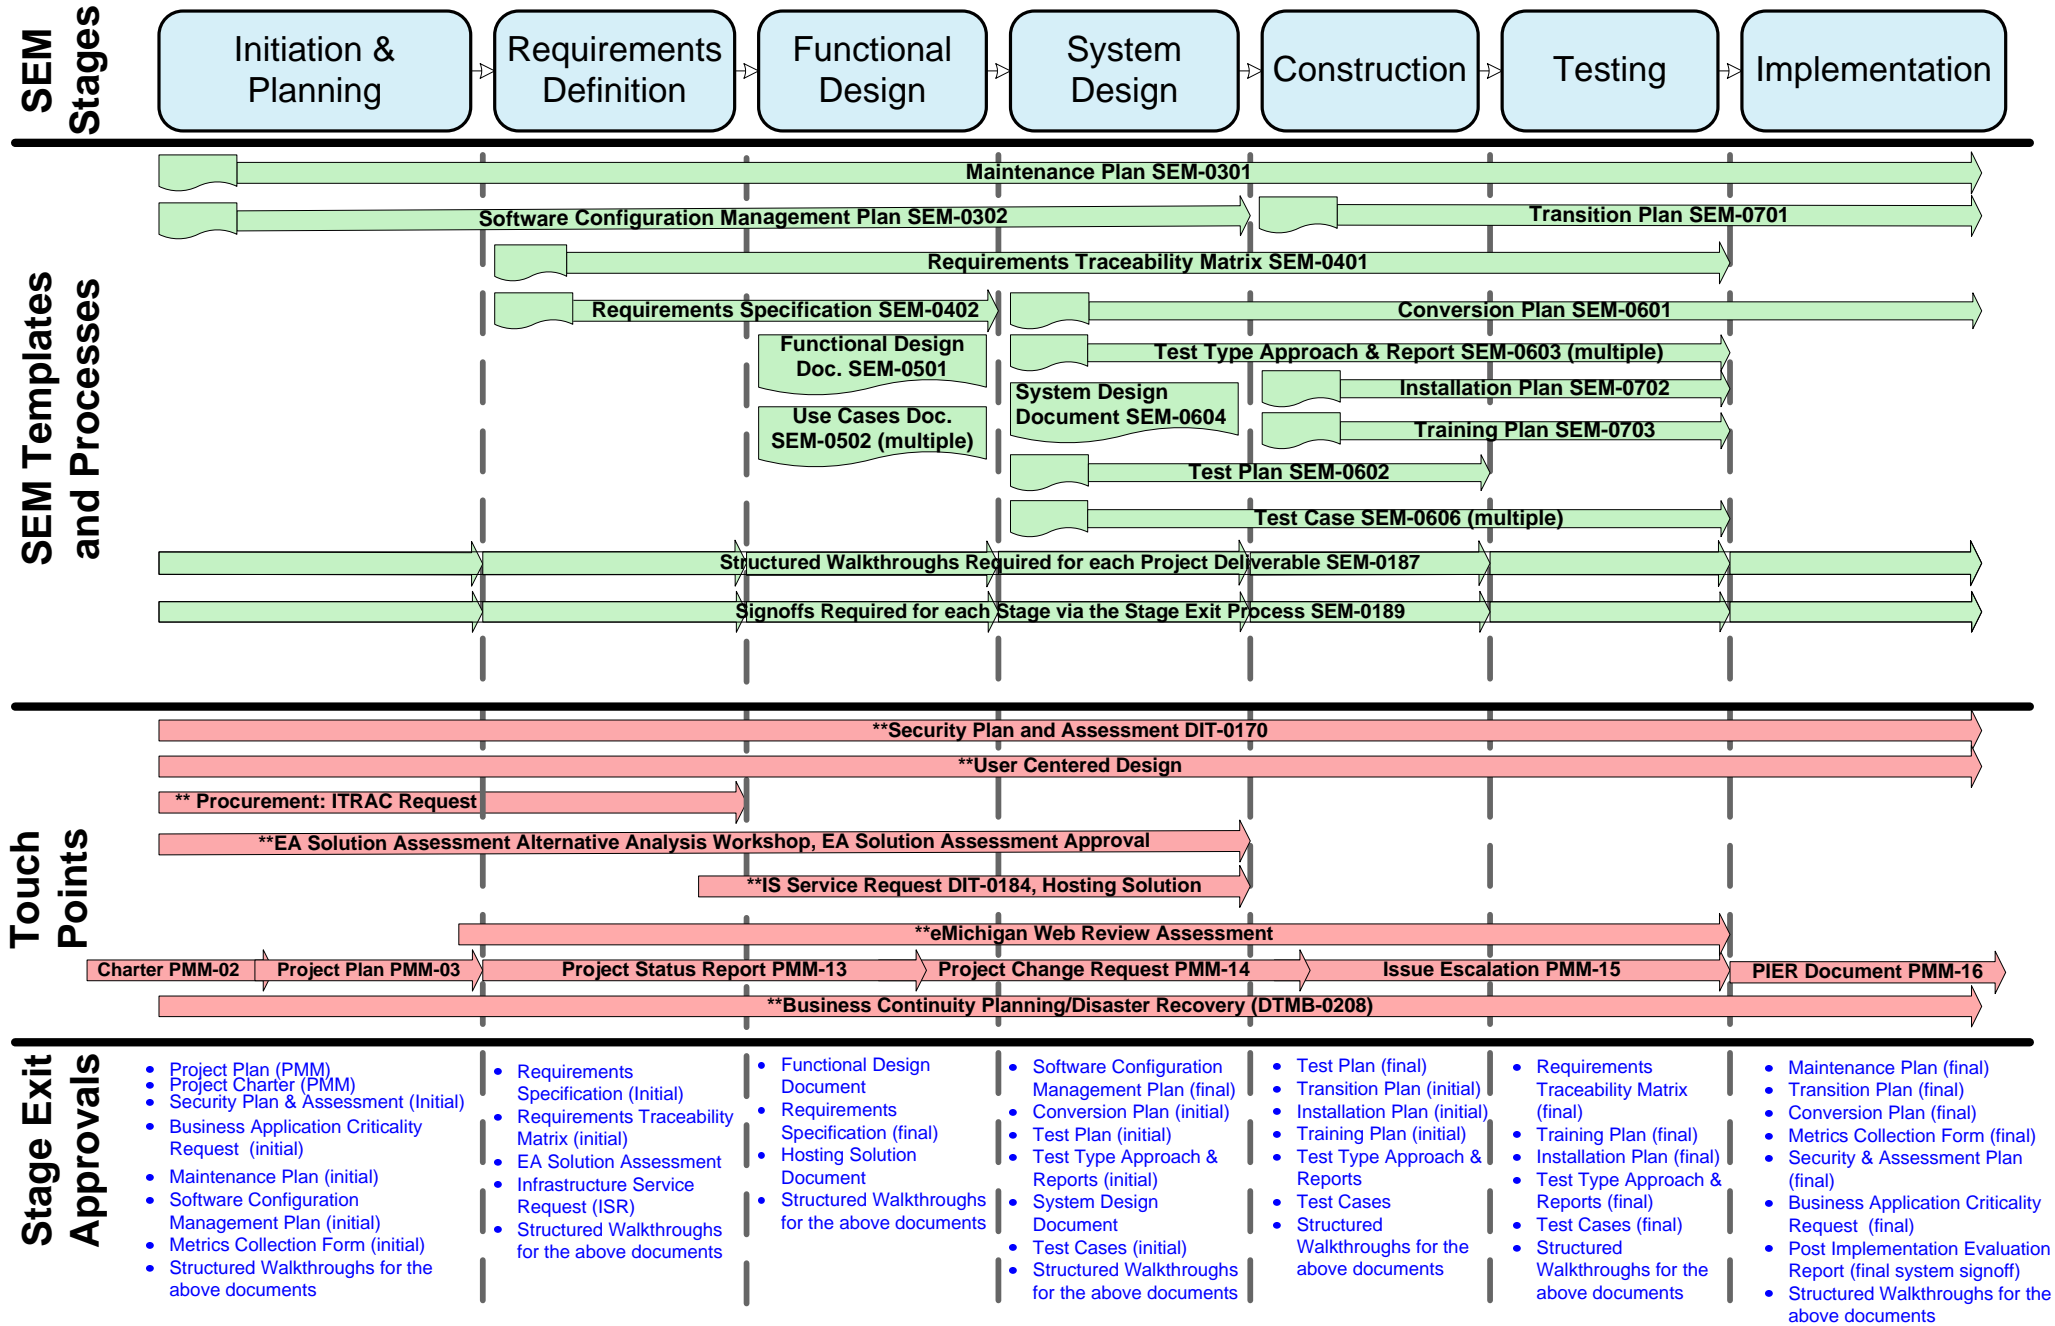 SEM
Stages
Initiation &
Planning
Requirements
Definition
Functional
Design
System
Design
Construction
Testing
Implementation
SEM Templates
and Processes
Maintenance Plan SEM-0301
Software Configuration Management Plan SEM-0302
Transition Plan SEM-0701
Requirements Traceability Matrix SEM-0401
Requirements Specification SEM-0402
Conversion Plan SEM-0601
Functional Design
Doc. SEM-0501
Test Type Approach & Report SEM-0603 (multiple)
System Design
Document SEM-0604
Installation Plan SEM-0702
Use Cases Doc.
SEM-0502 (multiple)
Training Plan SEM-0703
Test Plan SEM-0602
Test Case SEM-0606 (multiple)
Structured Walkthroughs Required for each Project Deliverable SEM-0187
Signoffs Required for each Stage via the Stage Exit Process SEM-0189
Touch
Points
**Security Plan and Assessment DIT-0170
**User Centered Design
** Procurement: ITRAC Request
**EA Solution Assessment Alternative Analysis Workshop, EA Solution Assessment Approval
**IS Service Request DIT-0184, Hosting Solution
**eMichigan Web Review Assessment
Charter PMM-02
Project Plan PMM-03
Project Status Report PMM-13
Project Change Request PMM-14
Issue Escalation PMM-15
PIER Document PMM-16
**Business Continuity Planning/Disaster Recovery (DTMB-0208)
Stage Exit
Approvals
• Project Plan (PMM)
• Project Charter (PMM)
• Security Plan & Assessment (Initial)
• Business Application Criticality
Request (initial)
• Maintenance Plan (initial)
• Software Configuration
Management Plan (initial)
• Metrics Collection Form (initial)
• Structured Walkthroughs for the
above documents
• Requirements
Specification (Initial)
• Requirements Traceability
Matrix (initial)
• EA Solution Assessment
• Infrastructure Service
Request (ISR)
• Structured Walkthroughs
for the above documents
• Functional Design
Document
• Requirements
Specification (final)
• Hosting Solution
Document
• Structured Walkthroughs
for the above documents
• Software Configuration
Management Plan (final)
• Conversion Plan (initial)
• Test Plan (initial)
• Test Type Approach &
Reports (initial)
• System Design
Document
• Test Cases (initial)
• Structured Walkthroughs
for the above documents
• Test Plan (final)
• Transition Plan (initial)
• Installation Plan (initial)
• Training Plan (initial)
• Test Type Approach &
Reports
• Test Cases
• Structured
Walkthroughs for the
above documents
• Requirements
Traceability Matrix
(final)
• Training Plan (final)
• Installation Plan (final)
• Test Type Approach &
Reports (final)
• Test Cases (final)
• Structured
Walkthroughs for the
above documents
• Maintenance Plan (final)
• Transition Plan (final)
• Conversion Plan (final)
• Metrics Collection Form (final)
• Security & Assessment Plan
(final)
• Business Application Criticality
Request (final)
• Post Implementation Evaluation
Report (final system signoff)
• Structured Walkthroughs for the
above documents